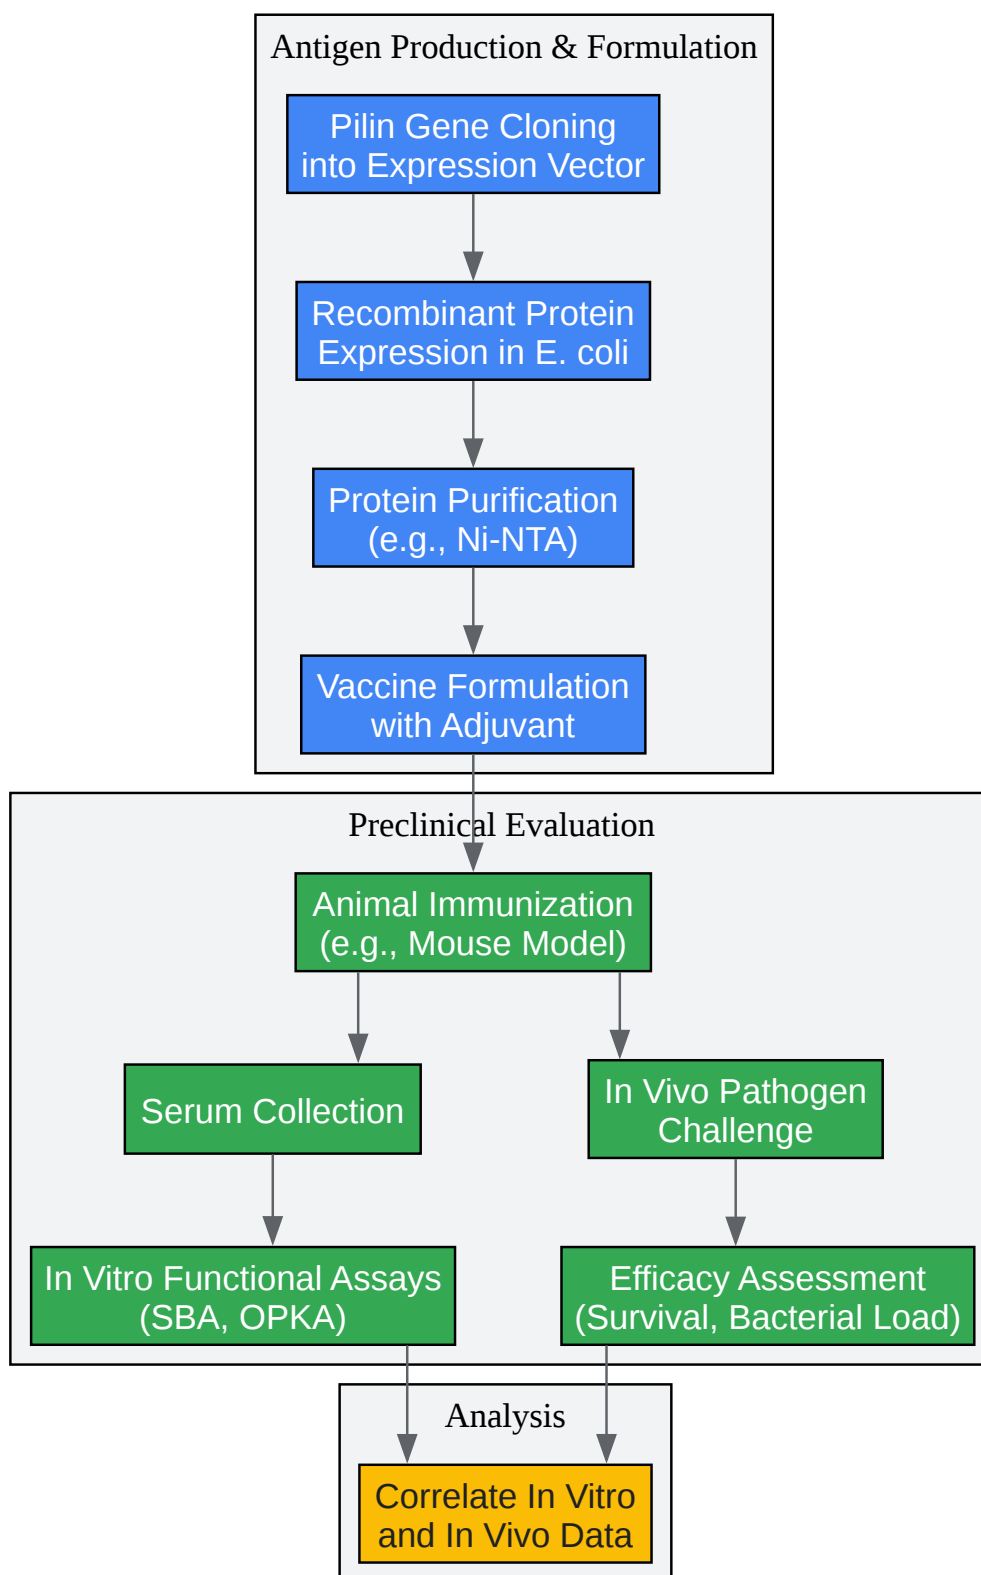 Antigen Production & Formulation
Pilin Gene Cloning
into Expression Vector
Recombinant Protein
Expression in E. coli
Protein Purification
(e.g., Ni-NTA)
Vaccine Formulation
with Adjuvant
Preclinical Evaluation
Animal Immunization
(e.g., Mouse Model)
Serum Collection
In Vivo Pathogen
Challenge
In Vitro Functional Assays
(SBA, OPKA)
Efficacy Assessment
(Survival, Bacterial Load)
Analysis
Correlate In Vitro
and In Vivo Data